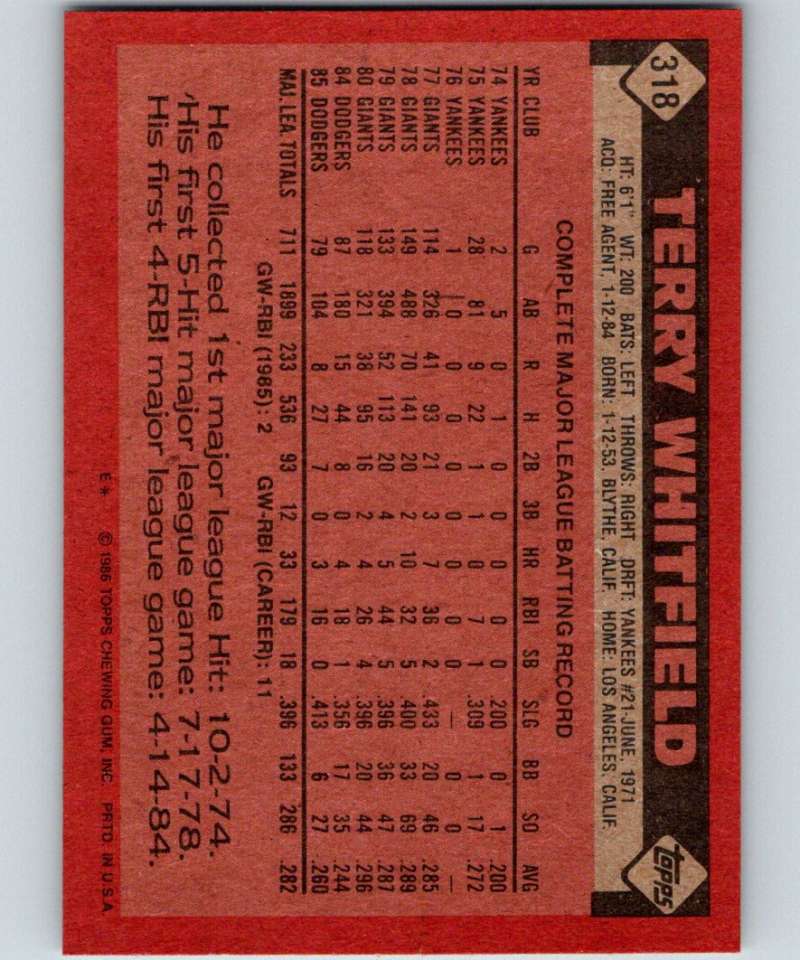 318
TERRY WHITFIELD
topps
HT: 6'1" WT: 200 BATS: LEFT THROWS: RIGHT DRFT: YANKEES #21-JUNE, 1971
ACQ: FREE AGENT, 1-12-84 BORN: 1-12-53, BLYTHE, CALIF. HOME: LOS ANGELES, CALIF.
COMPLETE MAJOR LEAGUE BATTING RECORD
YR CLUB G AB R H 2B 3B HR RBI SB SLG BB SO AVG
74 YANKEES 2 5 0 1 0 0 0 0 0 .200 0 1 .200
75 YANKEES 28 81 9 22 1 1 0 7 1 .309 1 17 .272
76 YANKEES 1 0 0 0 0 0 0 0 0 — 0 0 —
77 GIANTS 114 326 41 93 21 3 7 36 2 .433 20 46 .285
78 GIANTS 149 488 70 141 20 2 10 32 5 .400 33 69 .289
79 GIANTS 133 394 52 113 20 4 5 44 5 .396 36 47 .287
80 GIANTS 118 321 38 95 16 2 4 26 4 .396 20 44 .296
84 DODGERS 87 180 15 44 8 0 4 18 1 .356 17 35 .244
85 DODGERS 79 104 8 27 7 0 3 16 0 .413 6 27 .260
MAJ. LEA. TOTALS 711 1899 233 536 93 12 33 179 18 .396 133 286 .282
GW-RBI (1985): 2 GW-RBI (CAREER): 11
He collected 1st major league Hit: 10-2-74.
His first 5-Hit major league game: 7-17-78.
His first 4-RBI major league game: 4-14-84.
E* © 1986 TOPPS CHEWING GUM, INC. PRTD. IN U.S.A.